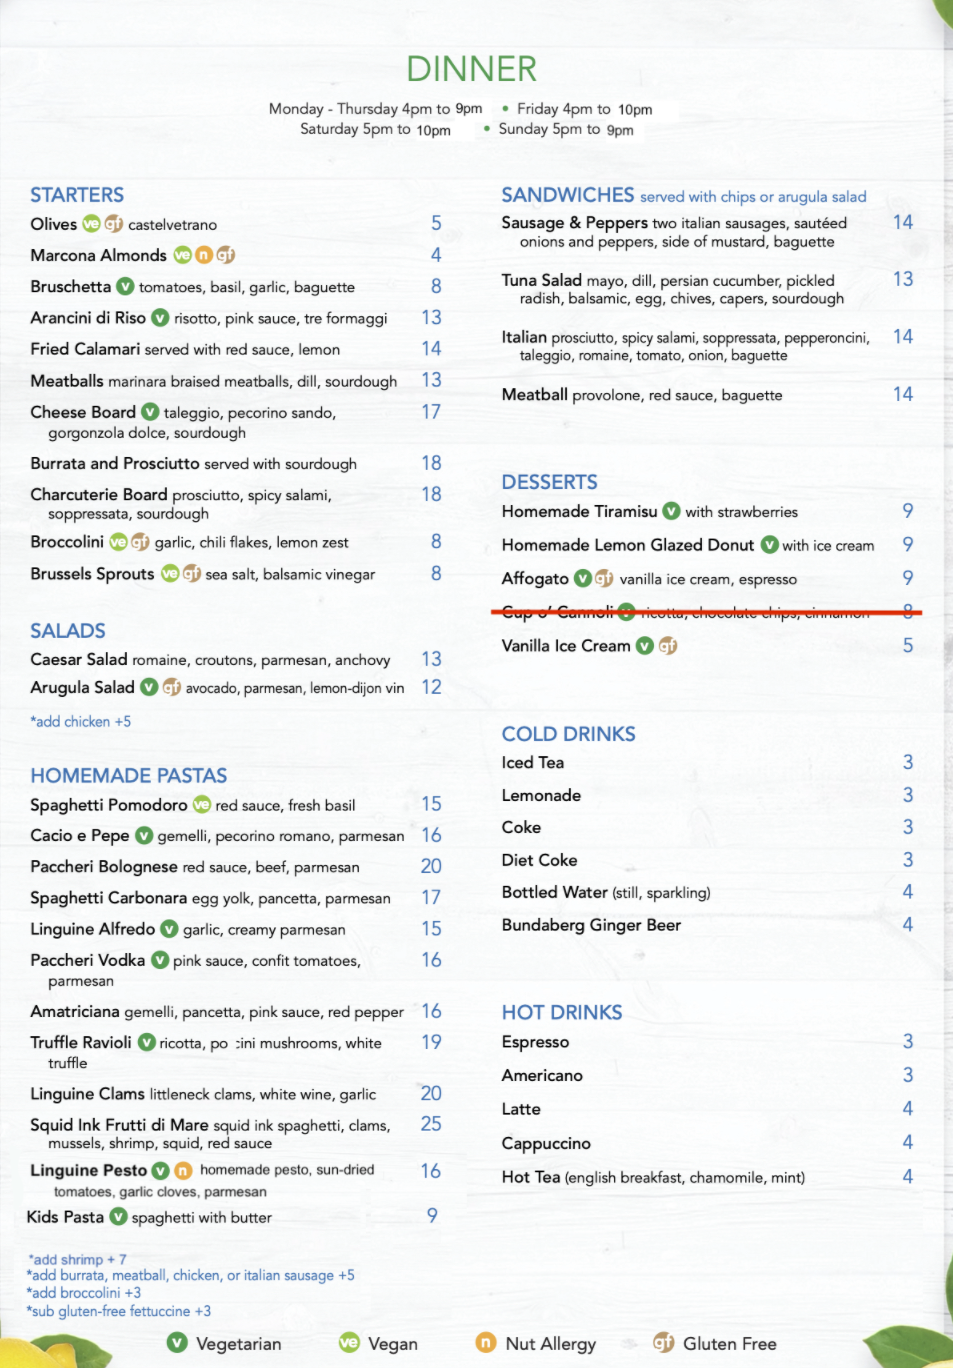 DINNER
Monday - Thursday 4pm to 9pm • Friday 4pm to 10pm
Saturday 5pm to 10pm • Sunday 5pm to 9pm
STARTERS
Olives ve gf castelvetrano 5
Marcona Almonds ve n gf 4
Bruschetta v tomatoes, basil, garlic, baguette 8
Arancini di Riso v risotto, pink sauce, tre formaggi 13
Fried Calamari served with red sauce, lemon 14
Meatballs marinara braised meatballs, dill, sourdough 13
Cheese Board v taleggio, pecorino sando, 17
gorgonzola dolce, sourdough
Burrata and Prosciutto served with sourdough 18
Charcuterie Board prosciutto, spicy salami, 18
soppressata, sourdough
Broccolini ve gf garlic, chili flakes, lemon zest 8
Brussels Sprouts ve gf sea salt, balsamic vinegar 8
SALADS
Caesar Salad romaine, croutons, parmesan, anchovy 13
Arugula Salad v gf avocado, parmesan, lemon-dijon vin 12
*add chicken +5
HOMEMADE PASTAS
Spaghetti Pomodoro ve red sauce, fresh basil 15
Cacio e Pepe v gemelli, pecorino romano, parmesan 16
Paccheri Bolognese red sauce, beef, parmesan 20
Spaghetti Carbonara egg yolk, pancetta, parmesan 17
Linguine Alfredo v garlic, creamy parmesan 15
Paccheri Vodka v pink sauce, confit tomatoes, 16
parmesan
Amatriciana gemelli, pancetta, pink sauce, red pepper 16
Truffle Ravioli v ricotta, po cini mushrooms, white 19
truffle
Linguine Clams littleneck clams, white wine, garlic 20
Squid Ink Frutti di Mare squid ink spaghetti, clams, 25
mussels, shrimp, squid, red sauce
Linguine Pesto v n homemade pesto, sun-dried 16
tomatoes, garlic cloves, parmesan
Kids Pasta v spaghetti with butter 9
*add shrimp + 7
*add burrata, meatball, chicken, or italian sausage +5
*add broccolini +3
*sub gluten-free fettuccine +3
SANDWICHES served with chips or arugula salad
Sausage & Peppers two italian sausages, sautéed 14
onions and peppers, side of mustard, baguette
Tuna Salad mayo, dill, persian cucumber, pickled 13
radish, balsamic, egg, chives, capers, sourdough
Italian prosciutto, spicy salami, soppressata, pepperoncini, 14
taleggio, romaine, tomato, onion, baguette
Meatball provolone, red sauce, baguette 14
DESSERTS
Homemade Tiramisu v with strawberries 9
Homemade Lemon Glazed Donut v with ice cream 9
Affogato v gf vanilla ice cream, espresso 9
Cup o' Cannoli v ricotta, chocolate chips, cinnamon 8
Vanilla Ice Cream v gf 5
COLD DRINKS
Iced Tea 3
Lemonade 3
Coke 3
Diet Coke 3
Bottled Water (still, sparkling) 4
Bundaberg Ginger Beer 4
HOT DRINKS
Espresso 3
Americano 3
Latte 4
Cappuccino 4
Hot Tea (english breakfast, chamomile, mint) 4
v Vegetarian ve Vegan n Nut Allergy gf Gluten Free